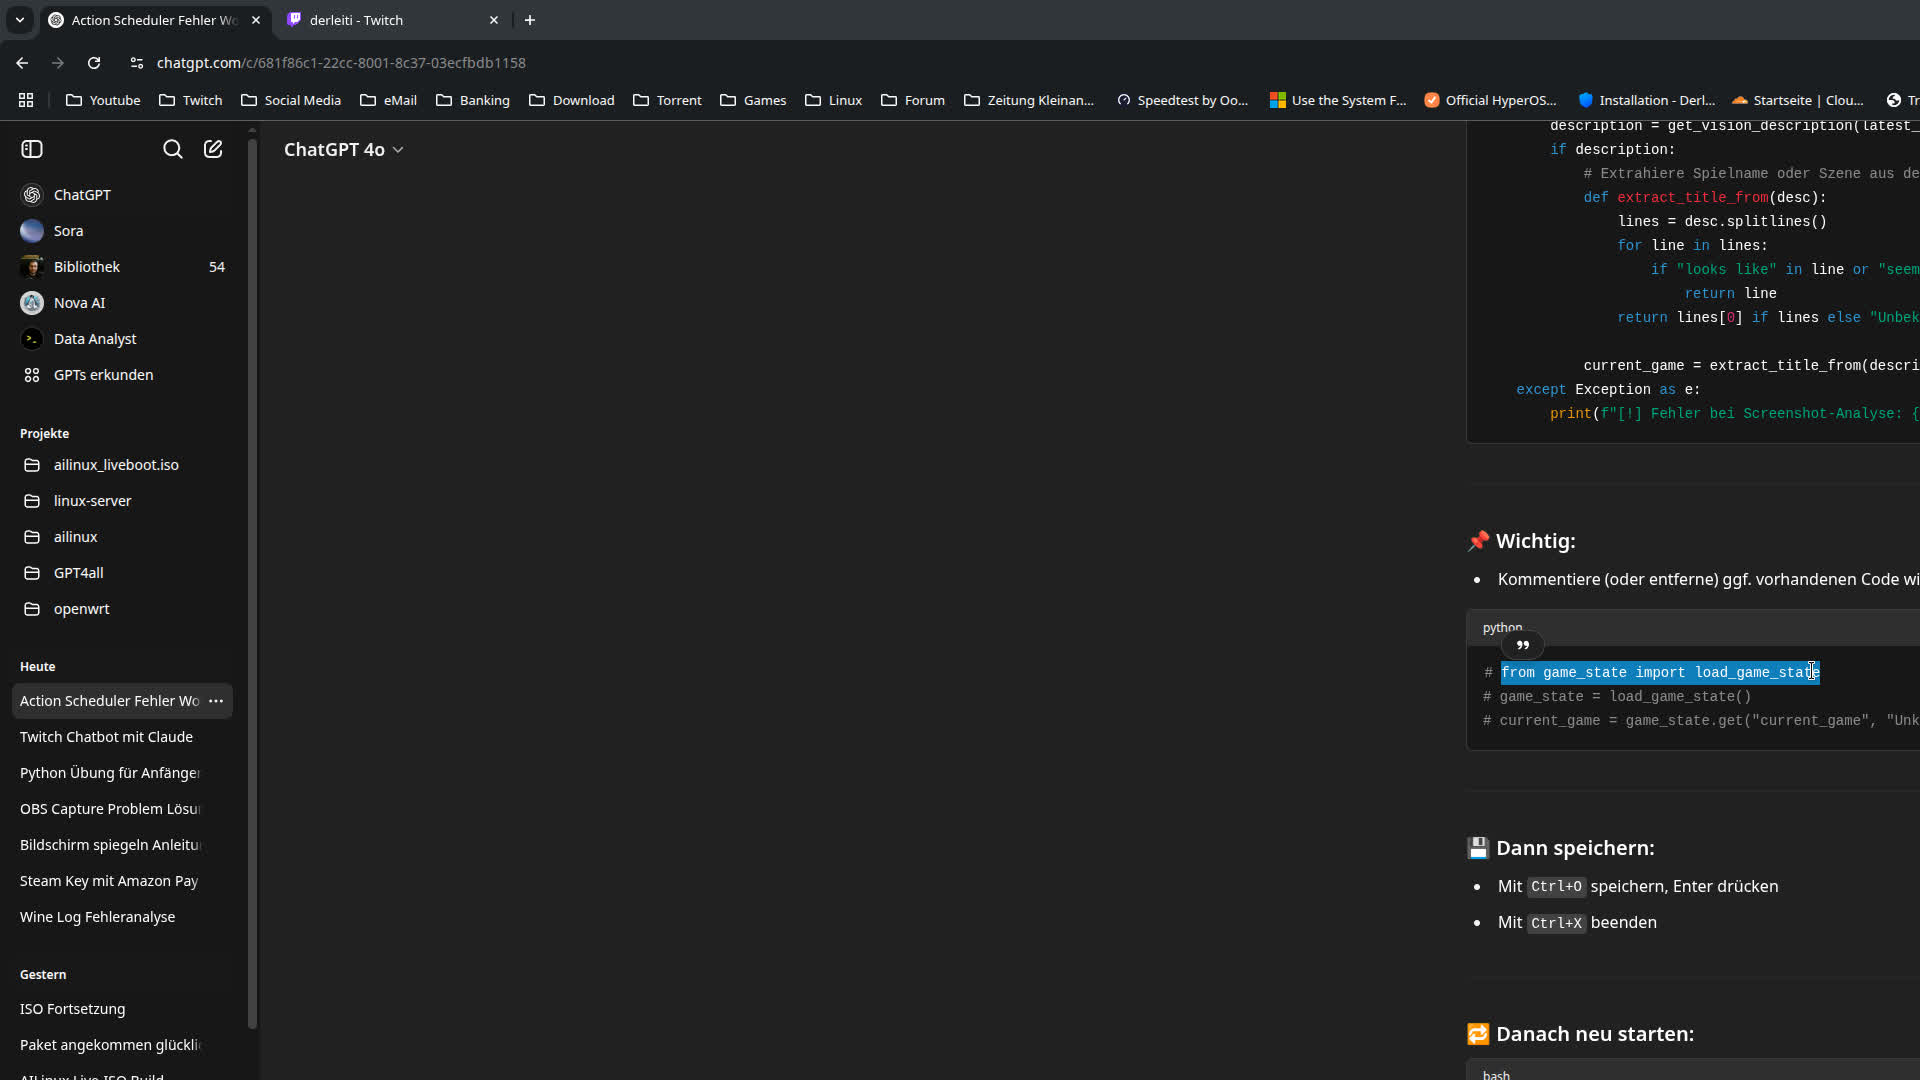 Action Scheduler Fehler Wo
derleiti - Twitch
chatgpt.com/c/681f86c1-22cc-8001-8c37-03ecfbdb1158
Youtube
Twitch
Social Media
eMail
Banking
Download
Torrent
Games
Linux
Forum
Zeitung Kleinan...
Speedtest by Oo...
Use the System F...
Official HyperOS...
Installation - Derl...
Startseite | Clou...
Tr
ChatGPT
Sora
Bibliothek 54
Nova AI
Data Analyst
GPTs erkunden
Projekte
ailinux_liveboot.iso
linux-server
ailinux
GPT4all
openwrt
Heute
Action Scheduler Fehler Wo
Twitch Chatbot mit Claude
Python Übung für Anfänger
OBS Capture Problem Lösu
Bildschirm spiegeln Anleitu
Steam Key mit Amazon Pay
Wine Log Fehleranalyse
Gestern
ISO Fortsetzung
Paket angekommen glückli
AILinux Live-ISO Build
ChatGPT 4o
description = get_vision_description(latest_
if description:
# Extrahiere Spielname oder Szene aus de
def extract_title_from(desc):
lines = desc.splitlines()
for line in lines:
if "looks like" in line or "seem
return line
return lines[0] if lines else "Unbek
current_game = extract_title_from(descri
except Exception as e:
print(f"[!] Fehler bei Screenshot-Analyse: {
📌 Wichtig:
• Kommentiere (oder entferne) ggf. vorhandenen Code wi
python
# from game_state import load_game_state
# game_state = load_game_state()
# current_game = game_state.get("current_game", "Unk
💾 Dann speichern:
• Mit Ctrl+O speichern, Enter drücken
• Mit Ctrl+X beenden
🔁 Danach neu starten:
bash